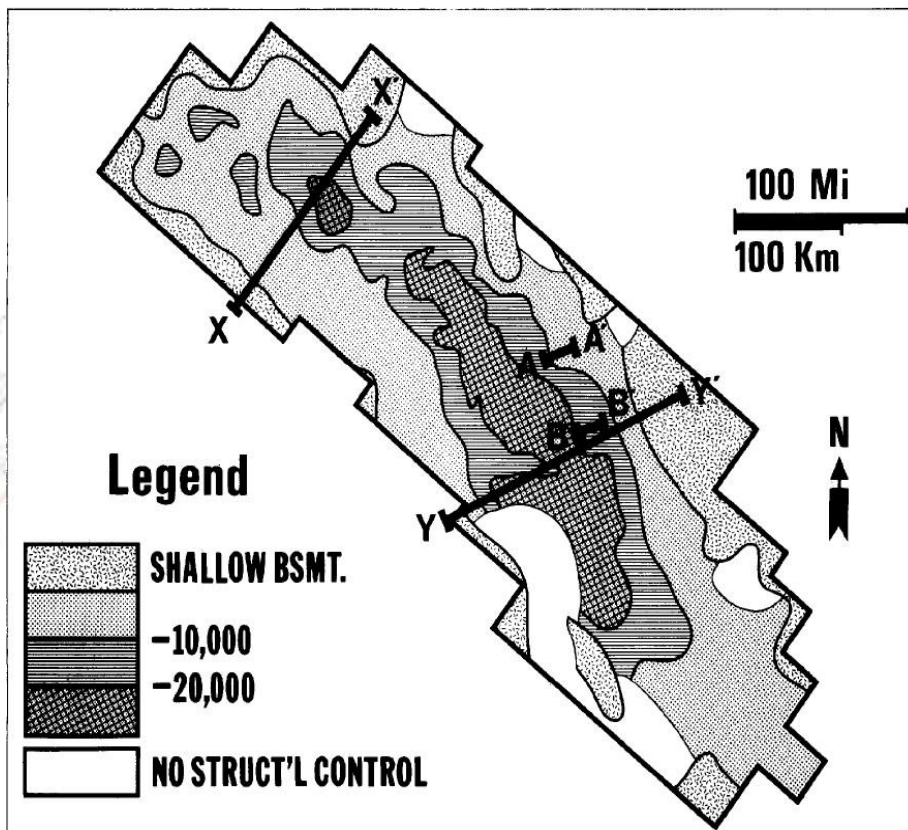 X'
100 Mi
100 Km
X
A A'
B B'
Y'
N
Y
Legend
SHALLOW BSMT.
-10,000
-20,000
NO STRUCT'L CONTROL